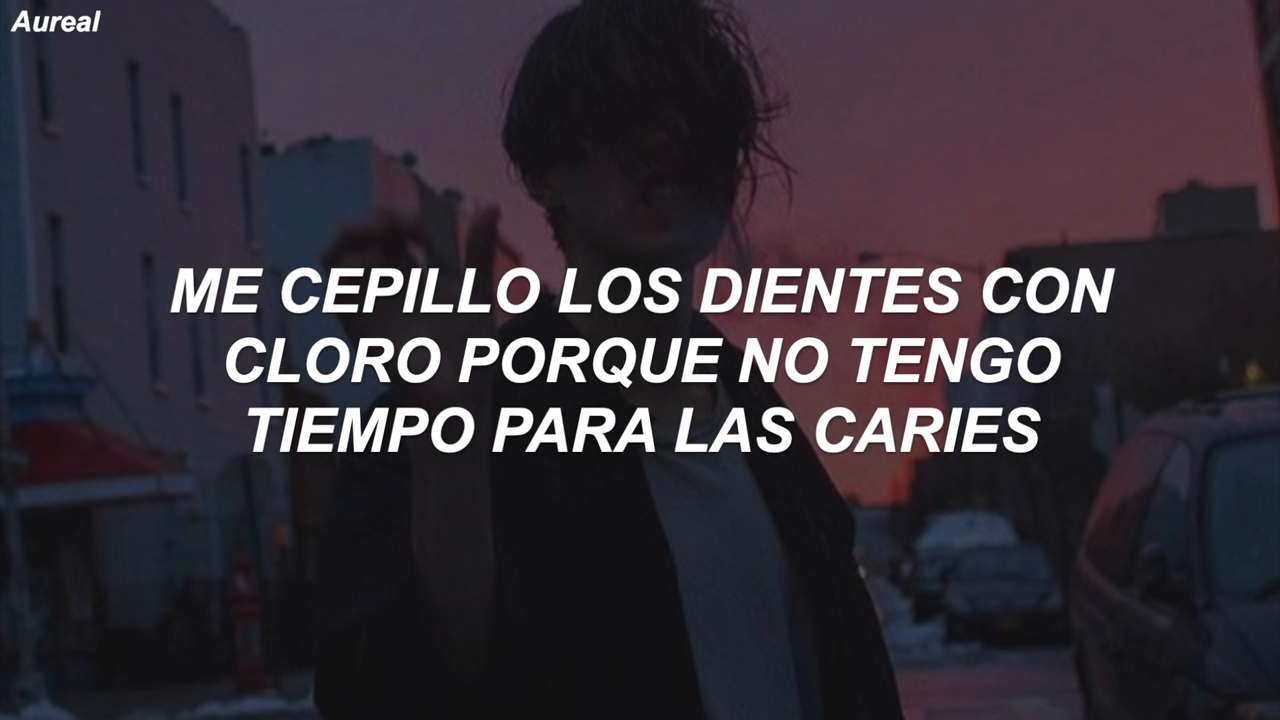 Aureal
ME CEPILLO LOS DIENTES CON
CLORO PORQUE NO TENGO
TIEMPO PARA LAS CARIES